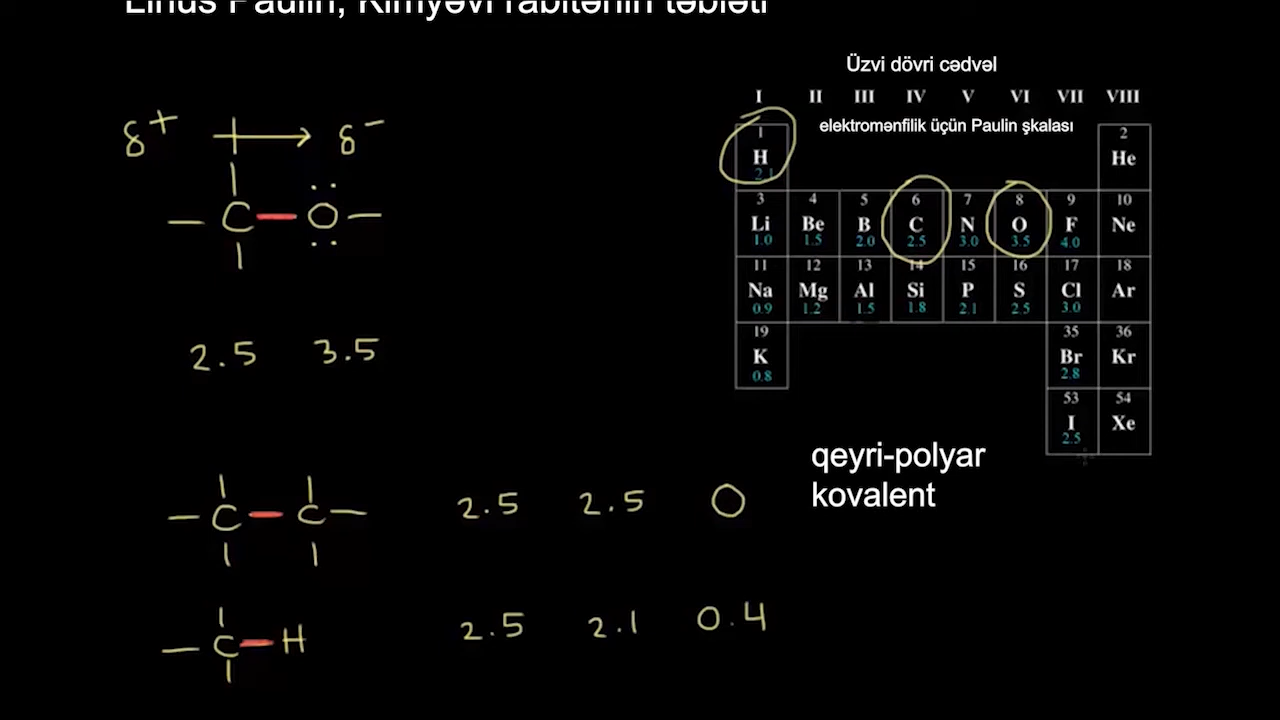 Linus Paulin, Kimyəvi rabitənin təbiəti
Üzvi dövri cədvəl
I II III IV V VI VII VIII
elektromənfilik üçün Paulin şkalası
1 2
H He
2.1
3 4 5 6 7 8 9 10
Li Be B C N O F Ne
1.0 1.5 2.0 2.5 3.0 3.5 4.0
11 12 13 14 15 16 17 18
Na Mg Al Si P S Cl Ar
0.9 1.2 1.5 1.8 2.1 2.5 3.0
19 35 36
K Br Kr
0.8 2.8
53 54
I Xe
2.5
δ+ δ-
C O
2.5 3.5
qeyri-polyar
kovalent
C C 2.5 2.5 0
C H 2.5 2.1 0.4